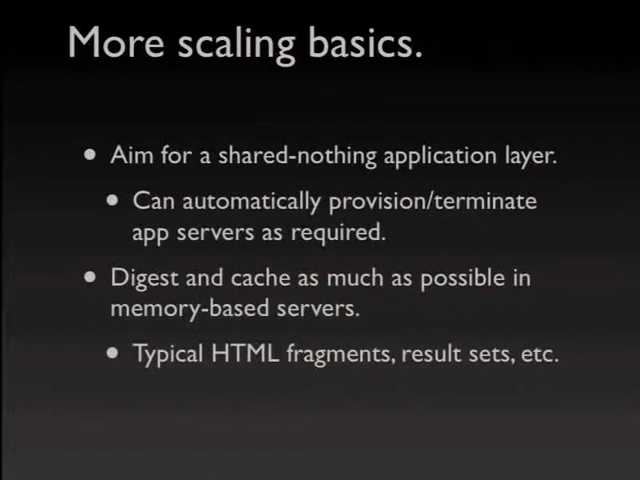 More scaling basics.
• Aim for a shared-nothing application layer.
• Can automatically provision/terminate
app servers as required.
• Digest and cache as much as possible in
memory-based servers.
• Typical HTML fragments, result sets, etc.